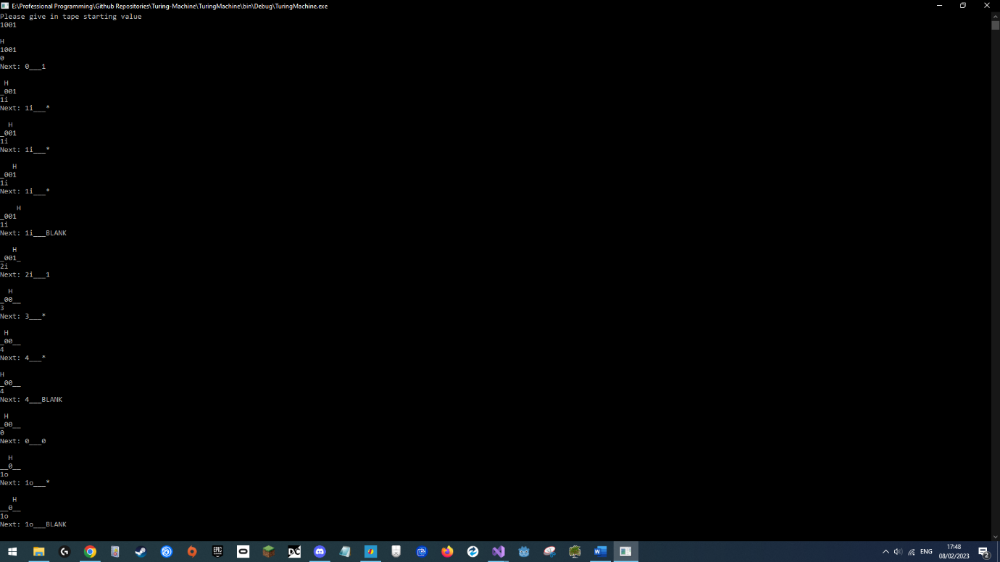 E:\Professional Programming\Github Repositories\Turing-Machine\TuringMachine\bin\Debug\TuringMachine.exe
Please give in tape starting value
1001

H
1001
0
Next: 0___1

 H
_001
1i
Next: 1i___*

  H
_001
1i
Next: 1i___*

   H
_001
1i
Next: 1i___*

    H
_001
1i
Next: 1i___BLANK

   H
_001_
2i
Next: 2i___1

  H
_00__
3
Next: 3___*

 H
_00__
4
Next: 4___*

H
_00__
4
Next: 4___BLANK

 H
_00__
0
Next: 0___0

  H
__0__
1o
Next: 1o___*

   H
__0__
1o
Next: 1o___BLANK
EPIC GAMES
DC
W
ENG
17:48
08/02/2023
2